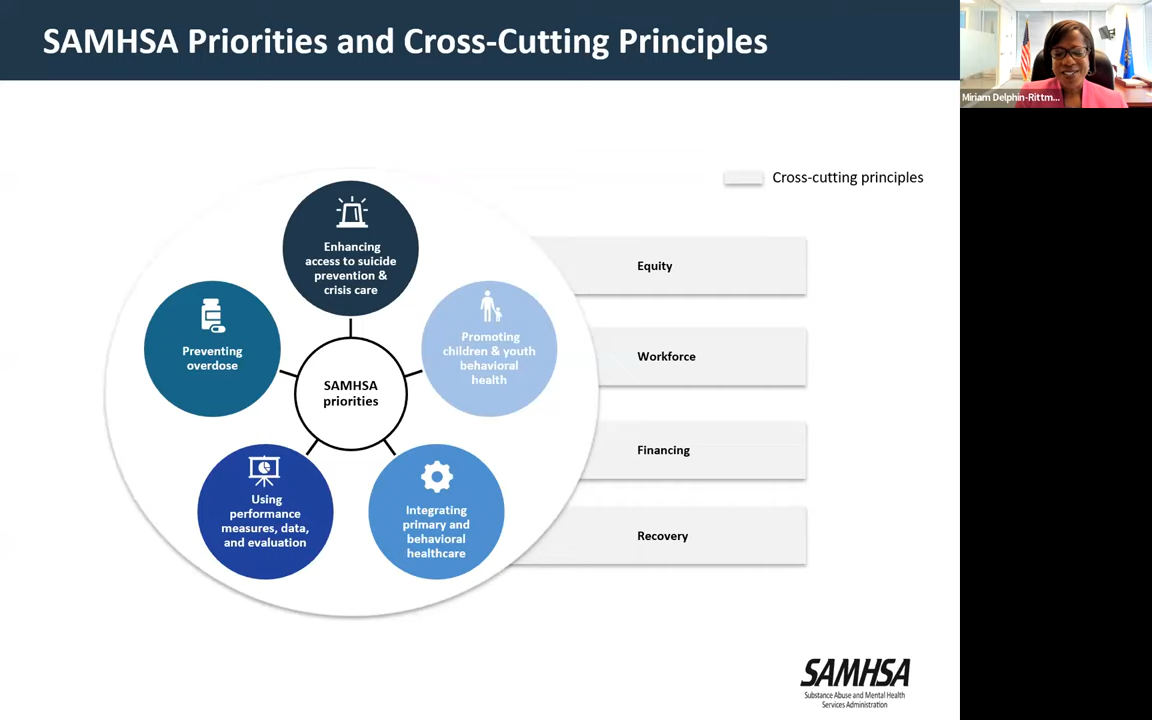 SAMHSA Priorities and Cross-Cutting Principles
Miriam Delphin-Rittm...
Cross-cutting principles
Enhancing
access to suicide
prevention &
crisis care
Preventing
overdose
Promoting
children & youth
behavioral
health
SAMHSA
priorities
Using
performance
measures, data,
and evaluation
Integrating
primary and
behavioral
healthcare
Equity
Workforce
Financing
Recovery
SAMHSA
Substance Abuse and Mental Health
Services Administration